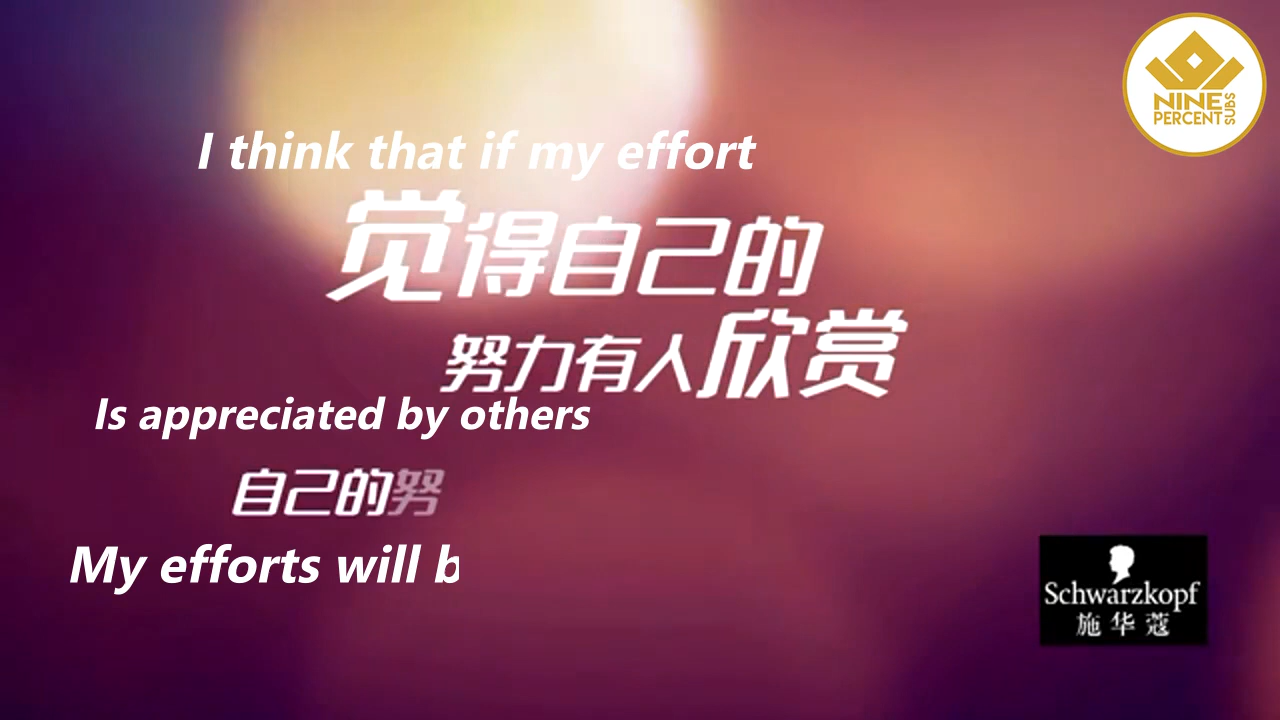 NINE
PERCENT
SUBS
I think that if my effort
觉得自己的
努力有人欣赏
Is appreciated by others
自己的努
My efforts will b
Schwarzkopf
施华蔻